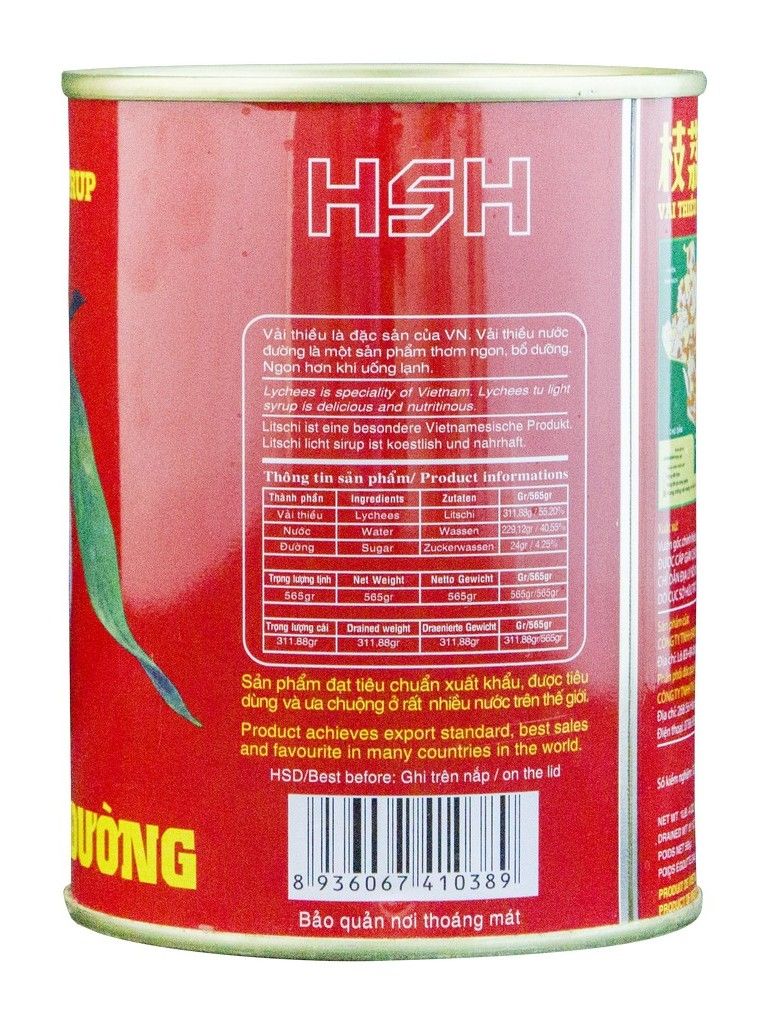 HSH
RUP
Vải thiều là đặc sản của VN. Vải thiều nước
đường là một sản phẩm thơm ngon, bổ dưỡng.
Ngon hơn khi uống lạnh.
Lychees is speciality of Vietnam. Lychees tu light
syrup is delicious and nutritinous.
Litschi ist eine besondere Vietnamesische Produkt.
Litschi licht sirup ist koestlish und nahrhaft.
Thông tin sản phẩm/ Product informations
Thành phần Ingredients Zutaten Gr/565gr
Vải thiều Lychees Litschi 311,88g / 55.20%
Nước Water Wassen 229,12gr / 40.55%
Đường Sugar Zuckerwassen 24gr / 4.25%
Trọng lượng tịnh Net Weight Netto Gewicht Gr/565gr
565gr 565gr 565gr 565gr/565gr
Trọng lượng cái Drained weight Draenierte Gewicht Gr/565gr
311.88gr 311.88gr 311.88gr 311.88gr/565gr
Sản phẩm đạt tiêu chuẩn xuất khẩu, được tiêu
dùng và ưa chuộng ở rất nhiều nước trên thế giới.
Product achieves export standard, best sales
and favourite in many countries in the world.
HSD/Best before: Ghi trên nắp / on the lid
8 936067 410389
Bảo quản nơi thoáng mát
ĐƯỜNG
枝
VẢI THIỀU